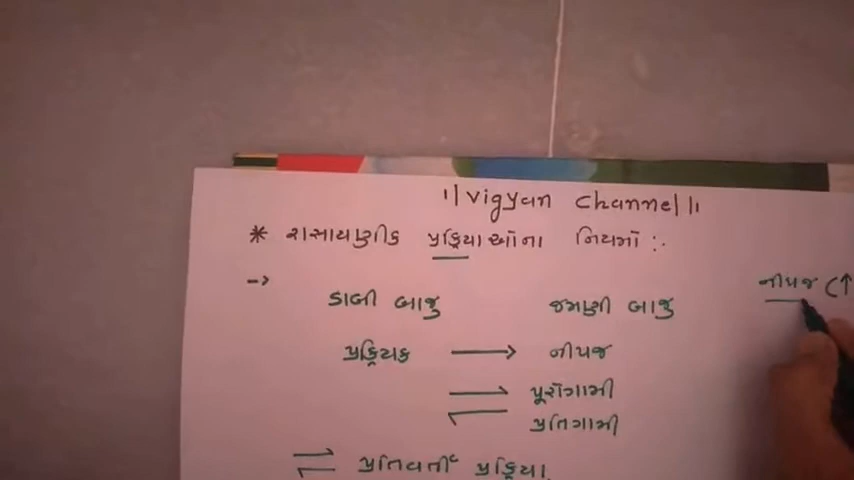 "Vigyan Channel"
* રાસાયણીક પ્રક્રિયાઓના નિયમો :.
→ ડાબી બાજુ જમણી બાજુ નીપજ (↑
પ્રક્રિયક → નીપજ
⇌ પૂરોગામી
પ્રતિગામી
⇌ પ્રતિવર્તી પ્રક્રિયા.